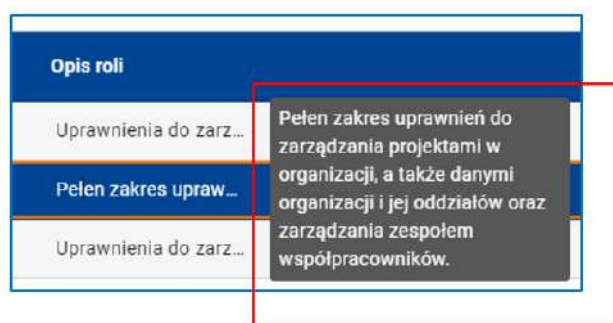 Opis roli
Uprawnienia do zarz...
Pełen zakres upraw...
Uprawnienia do zarz...
Pełen zakres uprawnień do
zarządzania projektami w
organizacji, a także danymi
organizacji i jej oddziałów oraz
zarządzania zespołem
współpracowników.